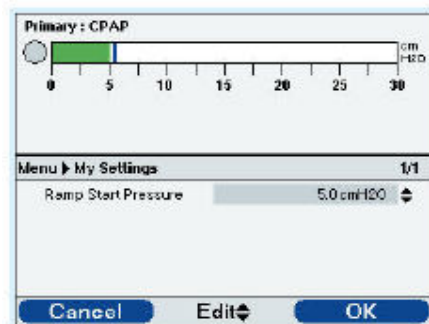 Primary : CPAP
cm
H2O
0 5 10 15 20 25 30
Menu My Settings 1/1
Ramp Start Pressure 5.0 cmH2O
Cancel Edit OK